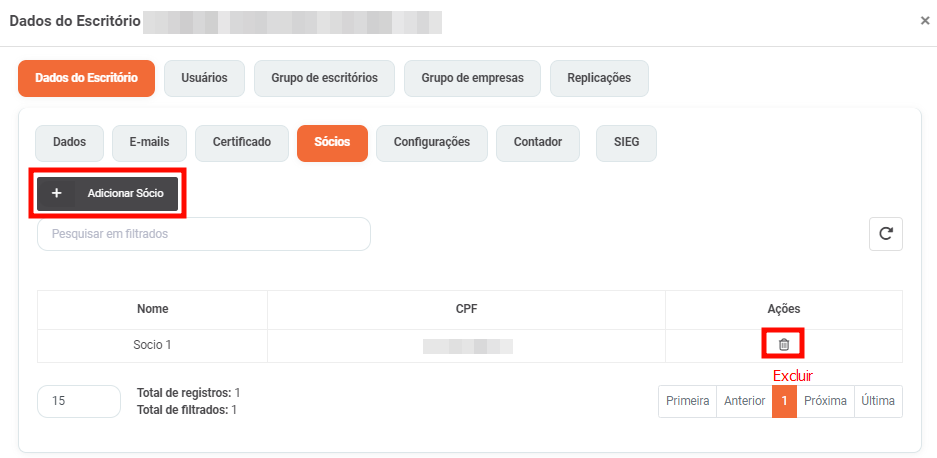 Dados do Escritório
×
Dados do Escritório Usuários Grupo de escritórios Grupo de empresas Replicações
Dados E-mails Certificado Sócios Configurações Contador SIEG
+ Adicionar Sócio
Pesquisar em filtrados
Nome CPF Ações
Socio 1
Excluir
15
Total de registros: 1
Total de filtrados: 1
Primeira Anterior 1 Próxima Última